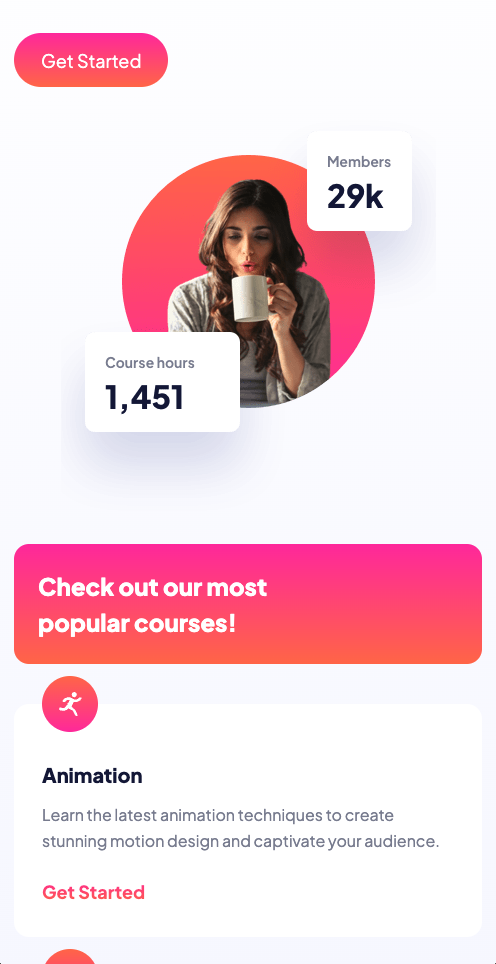 Get Started
Members
29k
Course hours
1,451
Check out our most
popular courses!
Animation
Learn the latest animation techniques to create
stunning motion design and captivate your audience.
Get Started